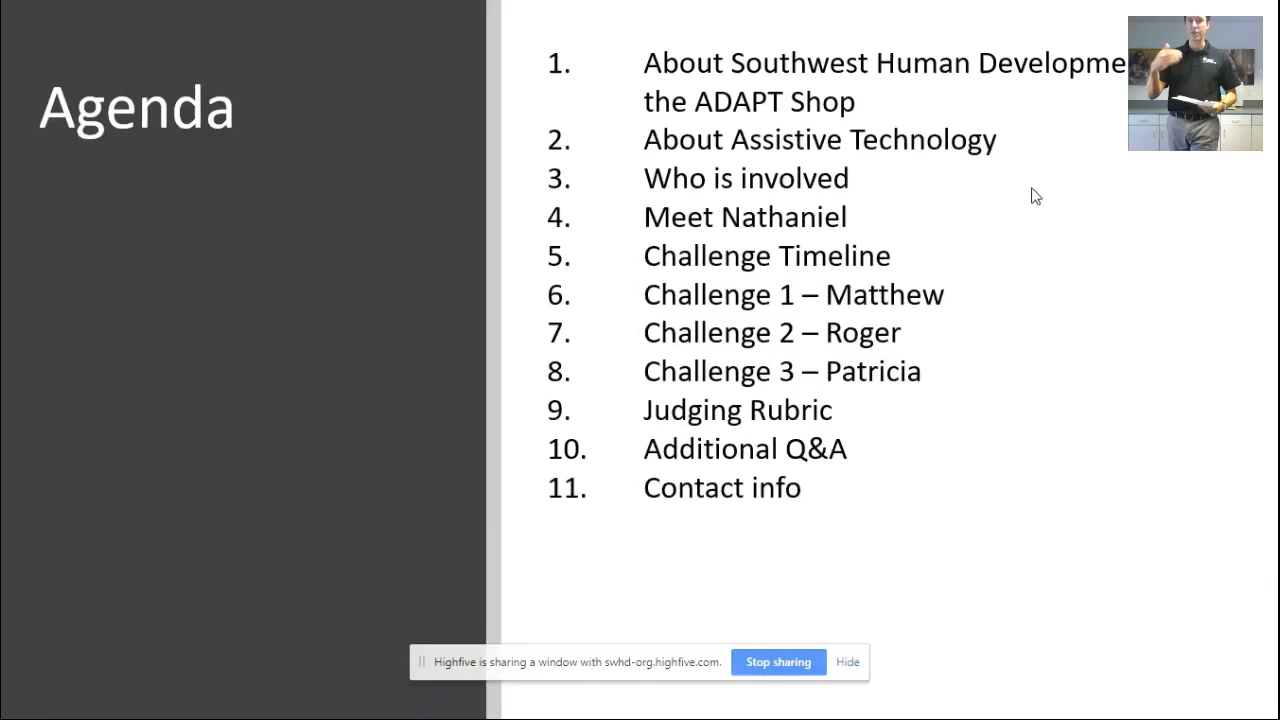 Agenda
1. About Southwest Human Developme
the ADAPT Shop
2. About Assistive Technology
3. Who is involved
4. Meet Nathaniel
5. Challenge Timeline
6. Challenge 1 – Matthew
7. Challenge 2 – Roger
8. Challenge 3 – Patricia
9. Judging Rubric
10. Additional Q&A
11. Contact info
Highfive is sharing a window with swhd-org.highfive.com. Stop sharing Hide